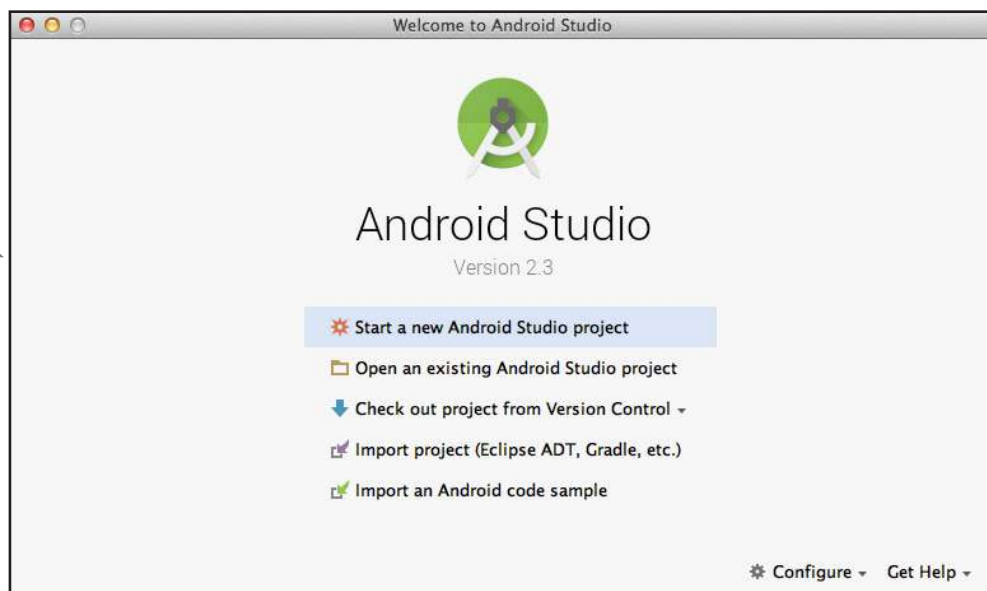 Welcome to Android Studio
Android Studio
Version 2.3
Start a new Android Studio project
Open an existing Android Studio project
Check out project from Version Control
Import project (Eclipse ADT, Gradle, etc.)
Import an Android code sample
Configure Get Help